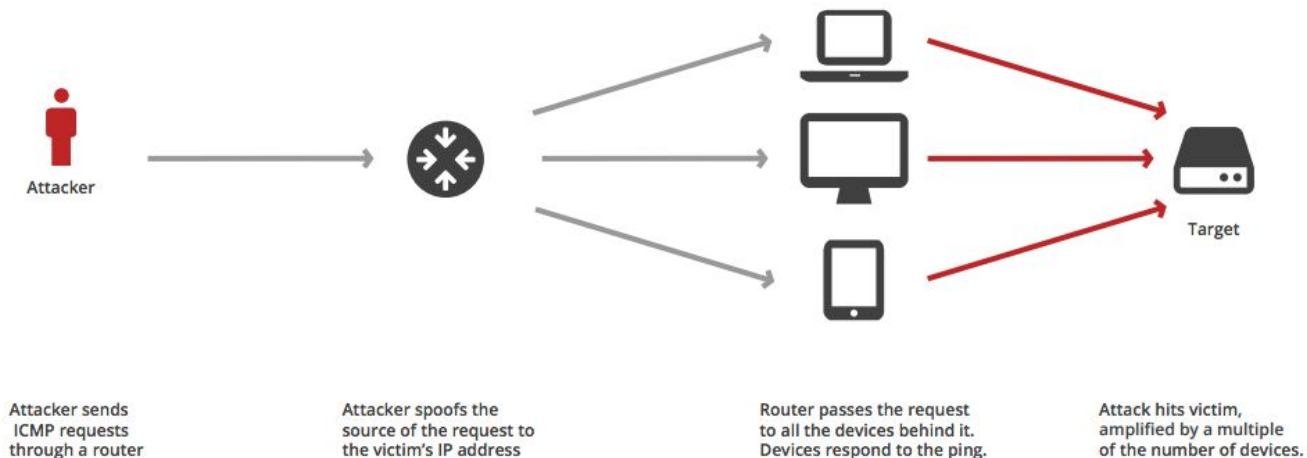 Attacker
Target
Attacker sends
ICMP requests
through a router
Attacker spoofs the
source of the request to
the victim's IP address
Router passes the request
to all the devices behind it.
Devices respond to the ping.
Attack hits victim,
amplified by a multiple
of the number of devices.